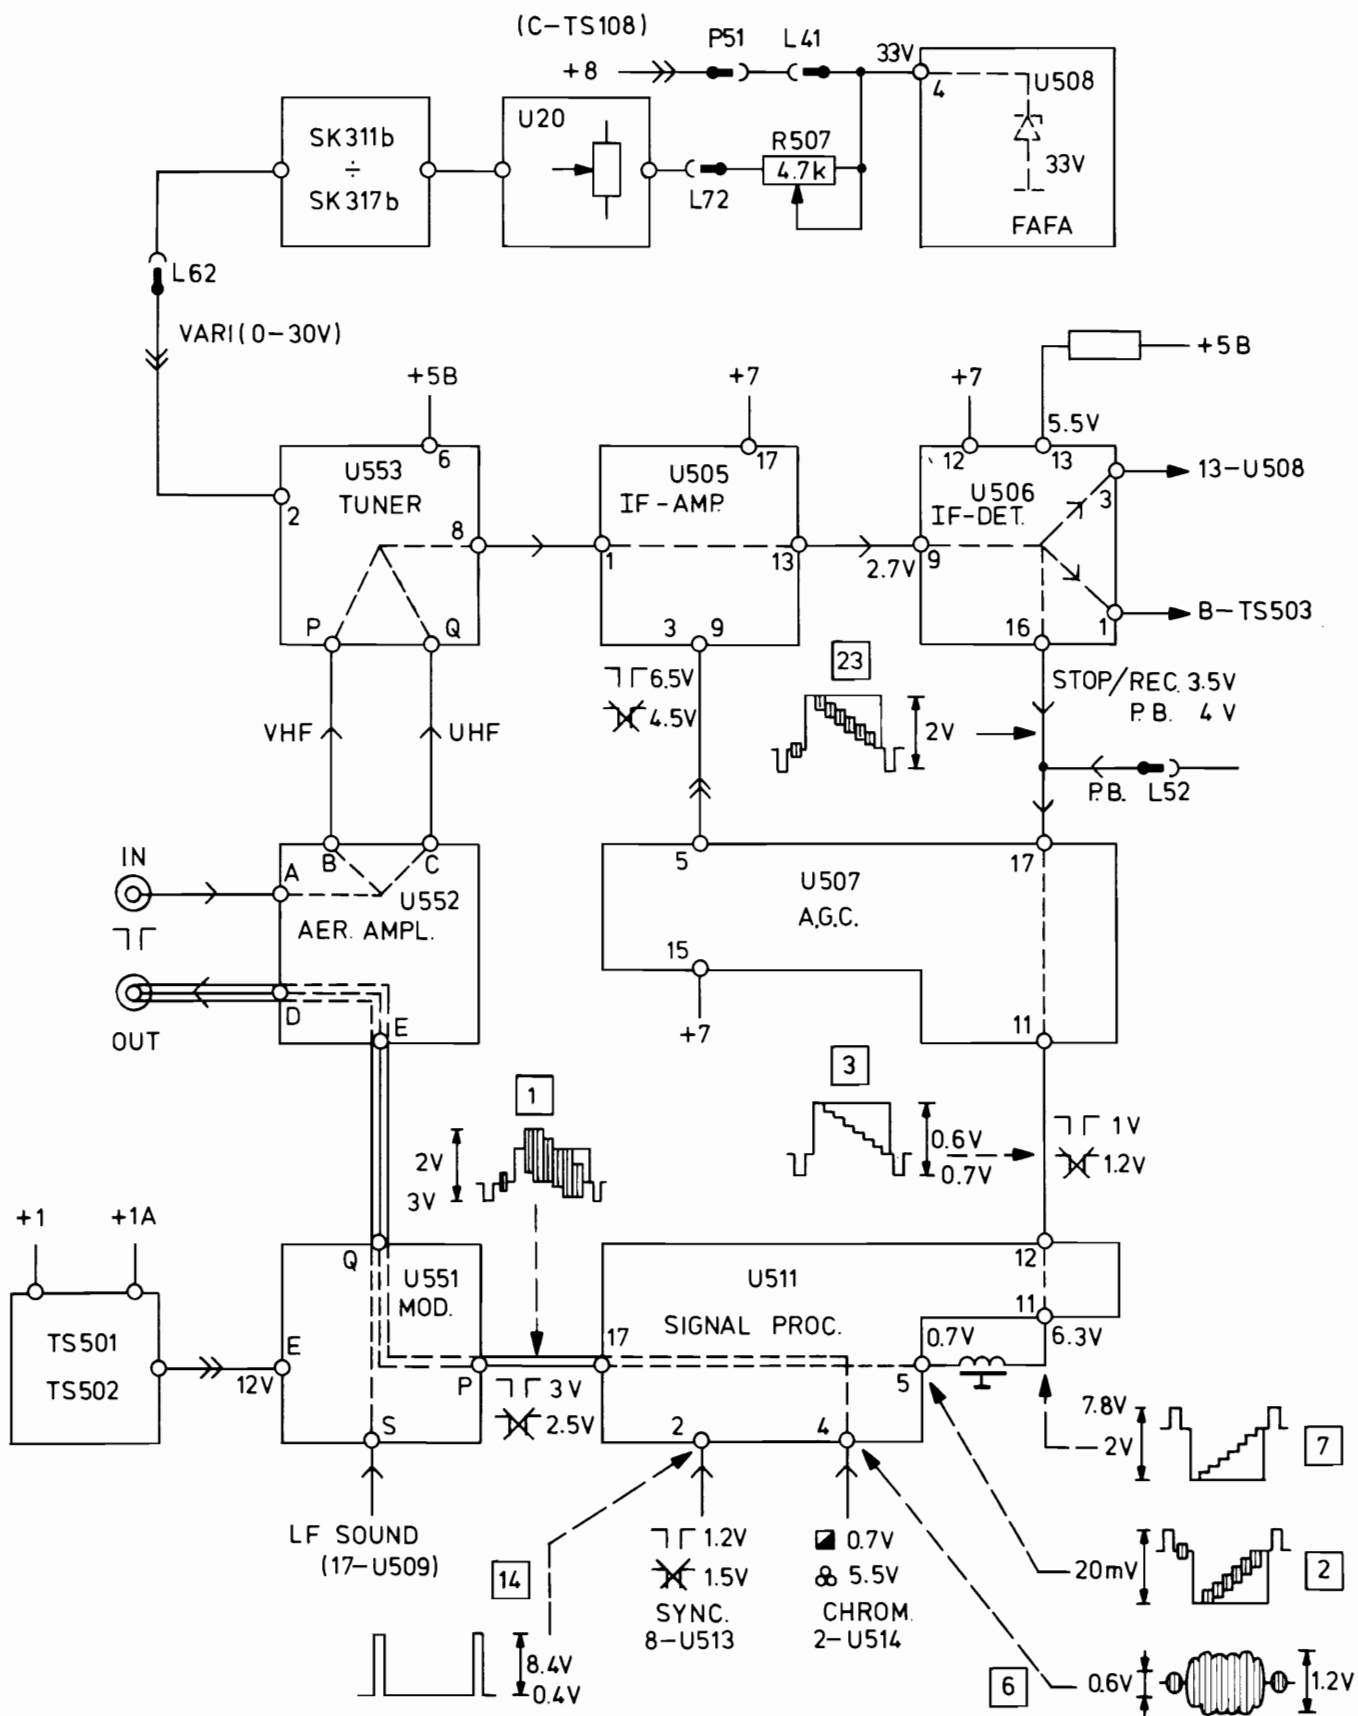 (C-TS108)
+8
P51
L41
33V
4
U508
33V
FAFA
SK311b
÷
SK317b
U20
L72
R507
4.7k
L62
VARI(0-30V)
+5B
+5B
+7
+7
5.5V
6
U553
TUNER
2
8
P
Q
17
U505
IF-AMP.
1
13
3
9
2.7V
12
13
U506
IF-DET.
9
3
1
16
13-U508
B-TS503
6.5V
4.5V
23
2V
STOP/REC. 3.5V
P.B. 4V
P.B.
L52
VHF
UHF
IN
OUT
A
B
C
U552
AER. AMPL.
D
E
5
17
U507
A.G.C.
15
+7
11
1
2V
3V
3
0.6V
0.7V
1V
1.2V
+1
+1A
TS501
TS502
E
12V
Q
U551
MOD.
P
S
3V
2.5V
U511
SIGNAL PROC.
17
12
11
6.3V
0.7V
5
2
4
7.8V
2V
7
LF SOUND
(17-U509)
14
8.4V
0.4V
1.2V
1.5V
SYNC.
8-U513
0.7V
5.5V
CHROM.
2-U514
20mV
2
6
0.6V
1.2V